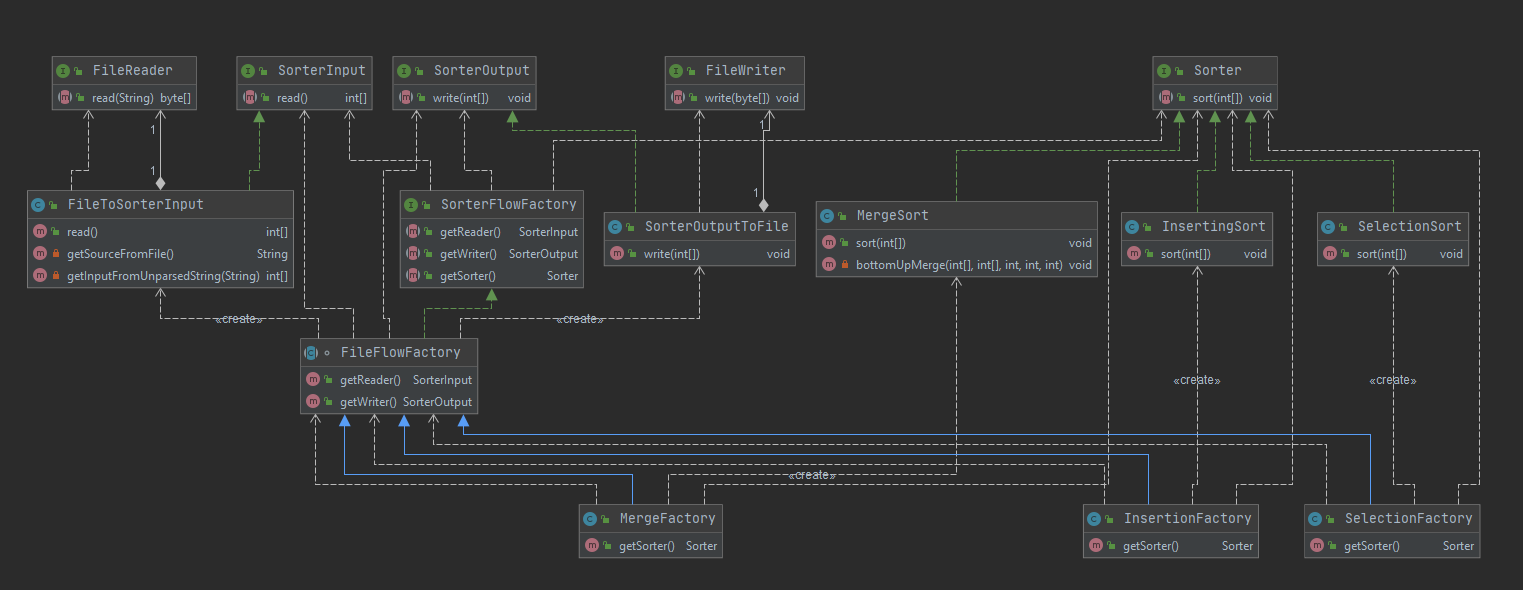 FileReader
read(String) byte[]
SorterInput
read() int[]
SorterOutput
write(int[]) void
FileWriter
write(byte[]) void
Sorter
sort(int[]) void
1
1
1
1
FileToSorterInput
read() int[]
getSourceFromFile() String
getInputFromUnparsedString(String) int[]
SorterFlowFactory
getReader() SorterInput
getWriter() SorterOutput
getSorter() Sorter
SorterOutputToFile
write(int[]) void
MergeSort
sort(int[]) void
bottomUpMerge(int[], int[], int, int, int) void
InsertingSort
sort(int[]) void
SelectionSort
sort(int[]) void
«create»
«create»
FileFlowFactory
getReader() SorterInput
getWriter() SorterOutput
«create»
«create»
«create»
MergeFactory
getSorter() Sorter
InsertionFactory
getSorter() Sorter
SelectionFactory
getSorter() Sorter